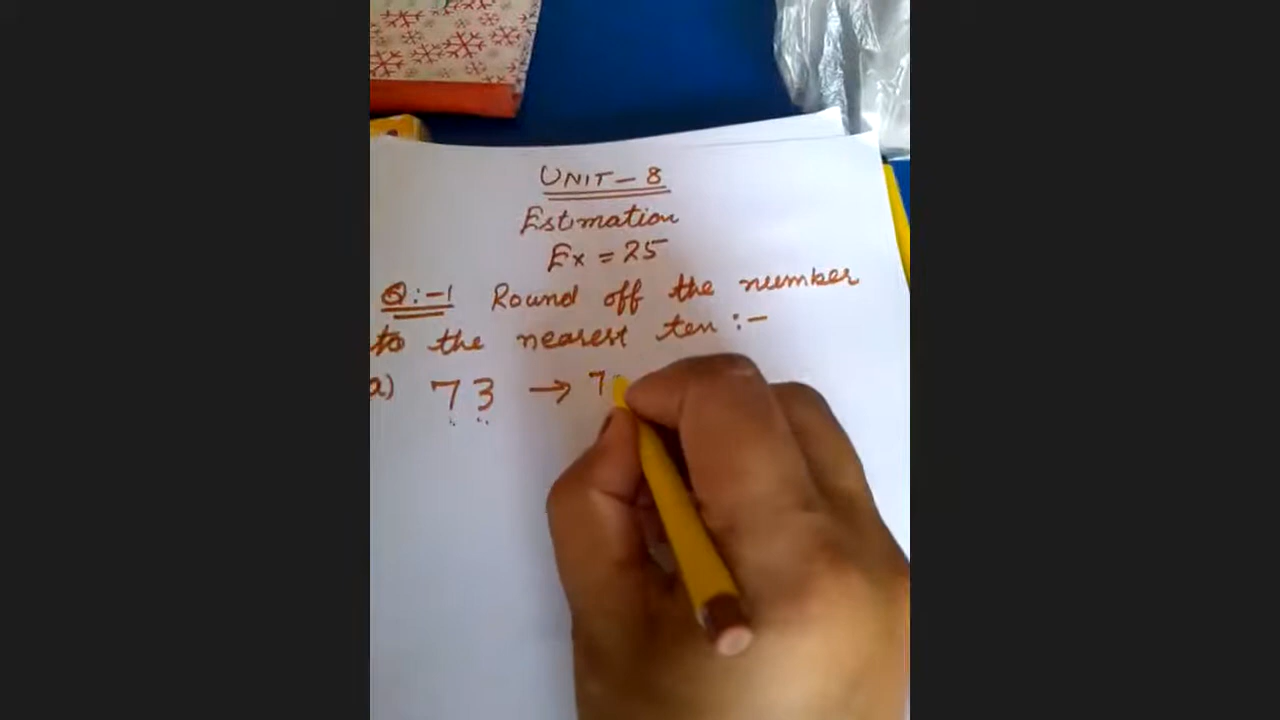 UNIT - 8
Estimation
Ex = 25
Q:-1 Round off the number
to the nearest ten :-
a) 73 → 7